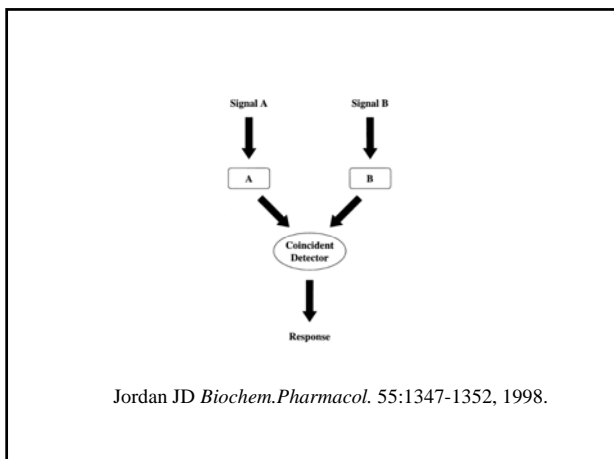 Signal A Signal B
A B
Coincident
Detector
Response
Jordan JD Biochem.Pharmacol. 55:1347-1352, 1998.